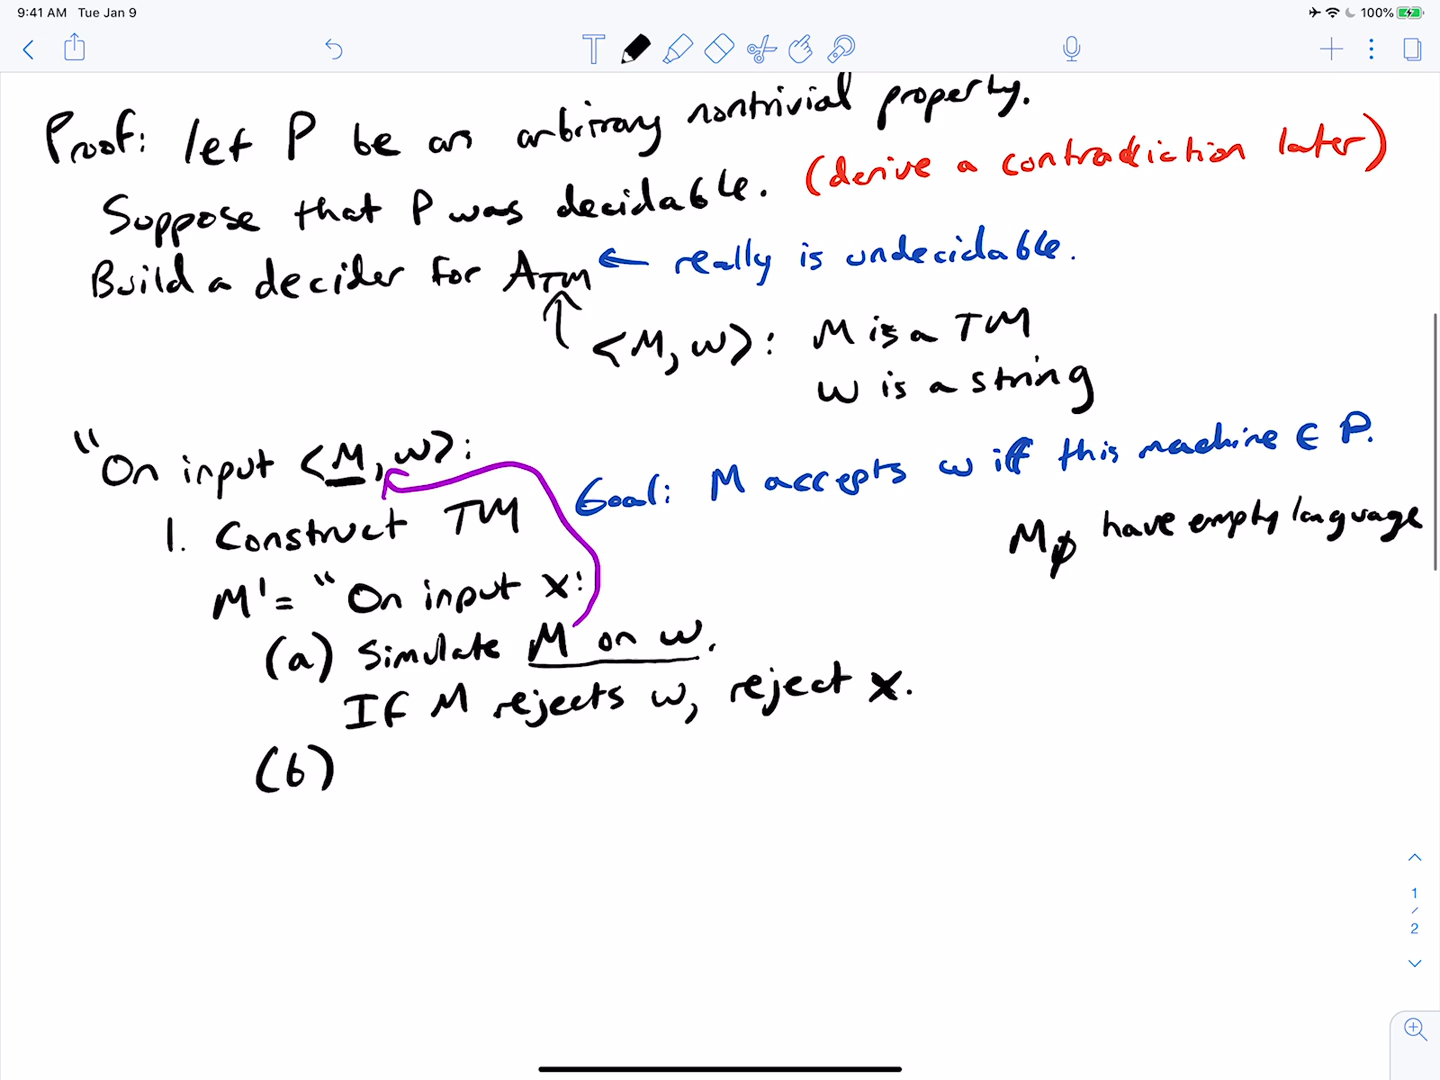 9:41 AM Tue Jan 9
100%
Proof: let P be an arbitrary nontrivial property.
Suppose that P was decidable. (derive a contradiction later)
Build a decider for A_TM ← really is undecidable.
<M, w>: M is a TM
w is a string
"On input <M, w>:
Goal: M accepts w iff this machine ∈ P.
1. Construct TM
M∅ have empty language
M' = "On input x:
(a) Simulate M on w.
If M rejects w, reject x.
(b)
1
/
2